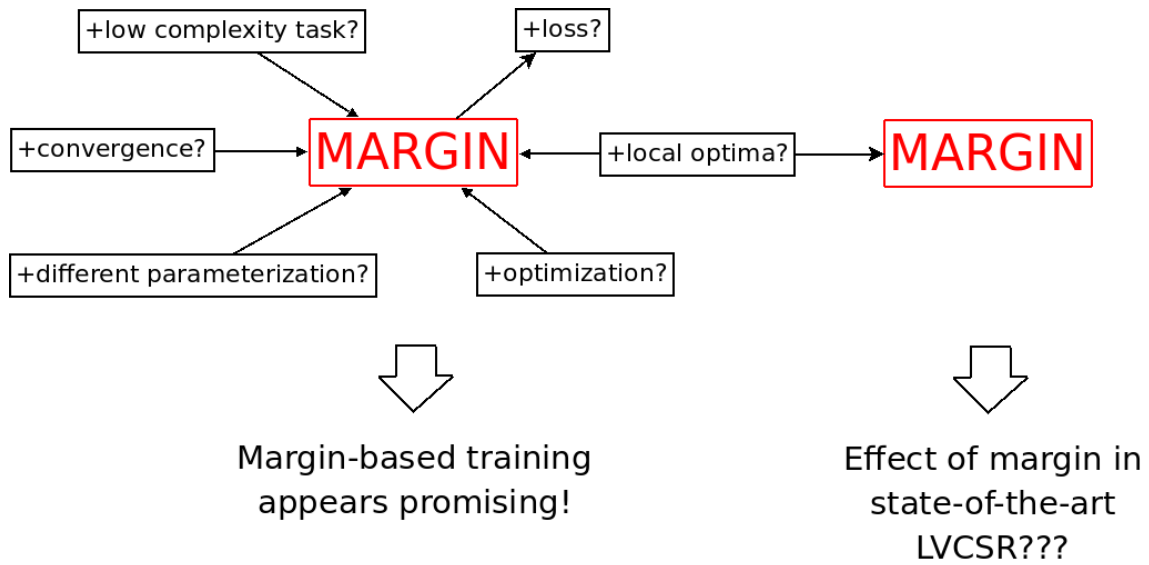 +low complexity task?
+loss?
+convergence?
MARGIN
+local optima?
MARGIN
+different parameterization?
+optimization?
Margin-based training
appears promising!
Effect of margin in
state-of-the-art
LVCSR???